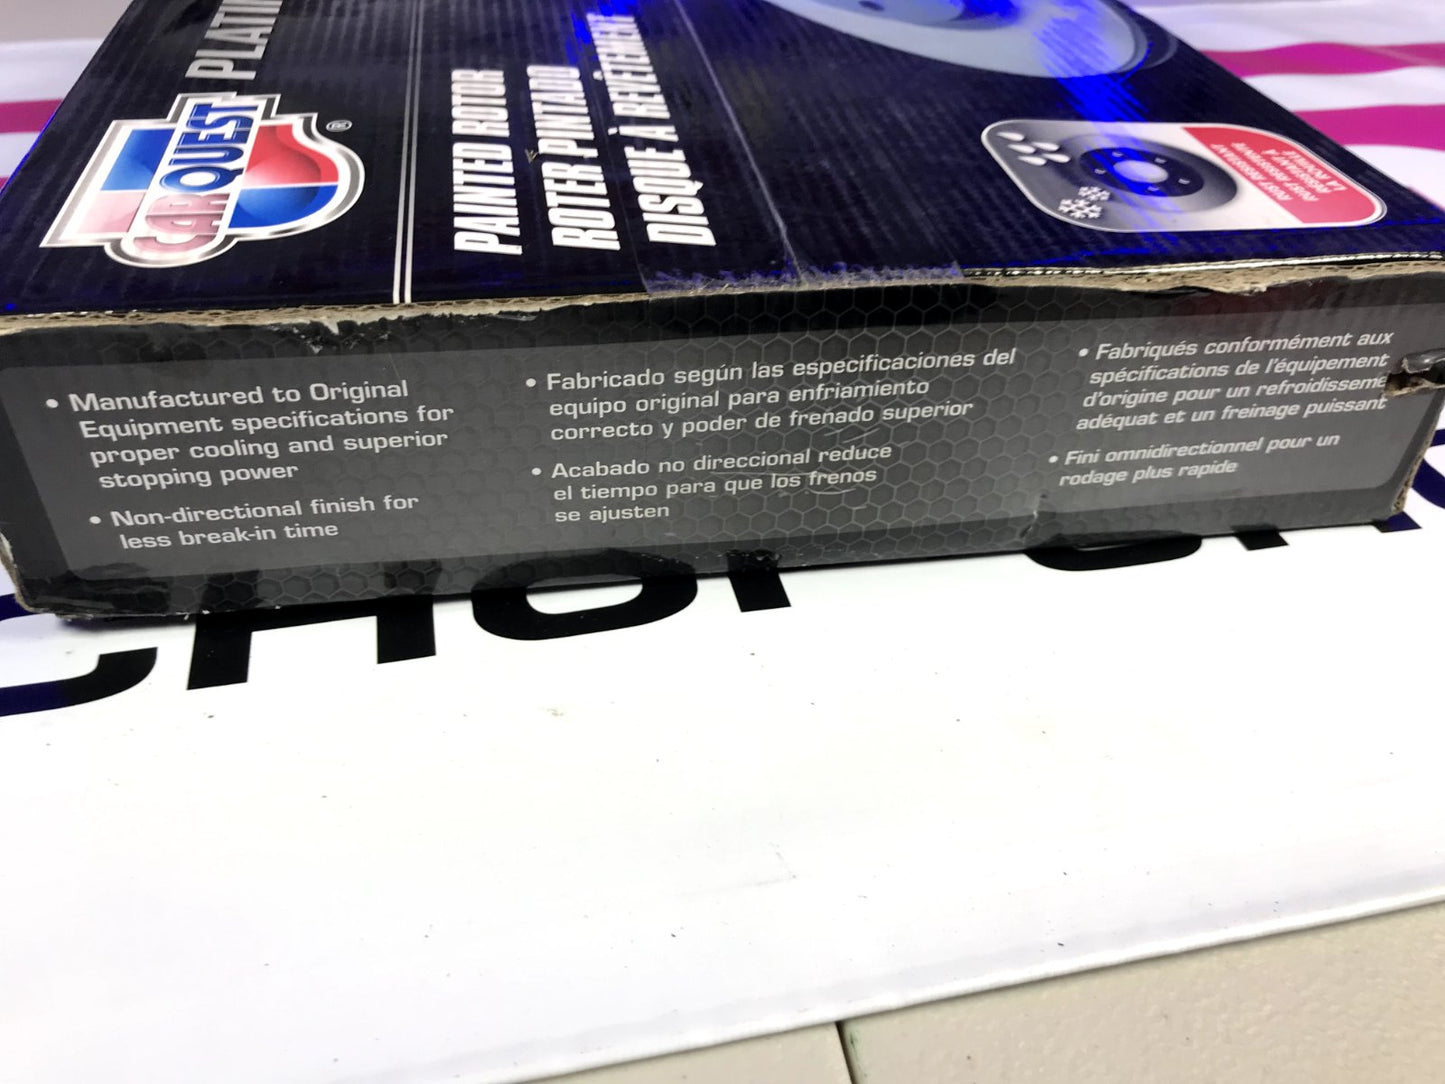 CARQUEST®
PAINTED ROTOR
ROTER PINTADO
DISQUE À REVÊTEMENT
RUST RESISTANT
• Manufactured to Original
Equipment specifications for
proper cooling and superior
stopping power
• Non-directional finish for
less break-in time
• Fabricado según las especificaciones del
equipo original para enfriamiento
correcto y poder de frenado superior
• Acabado no direccional reduce
el tiempo para que los frenos
se ajusten
• Fabriqués conformément aux
spécifications de l'équipement
d'origine pour un
adéquat et un freinage puissant
• Fini omnidirectionnel pour un
rodage plus rapide